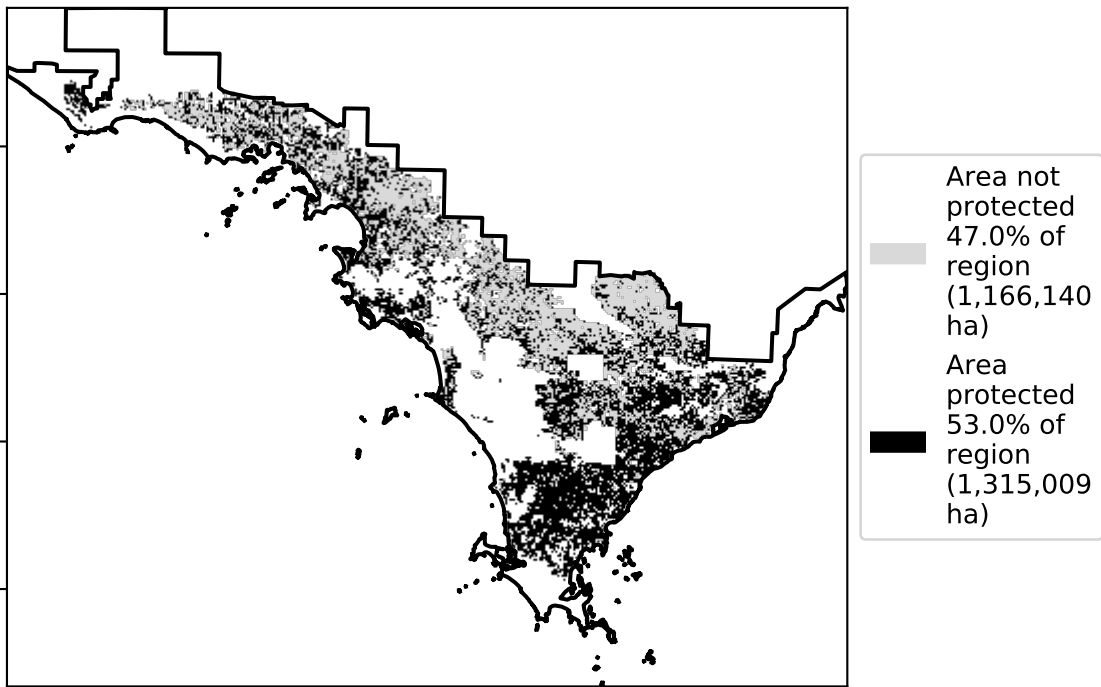 Area not
protected
47.0% of
region
(1,166,140
ha)
Area
protected
53.0% of
region
(1,315,009
ha)